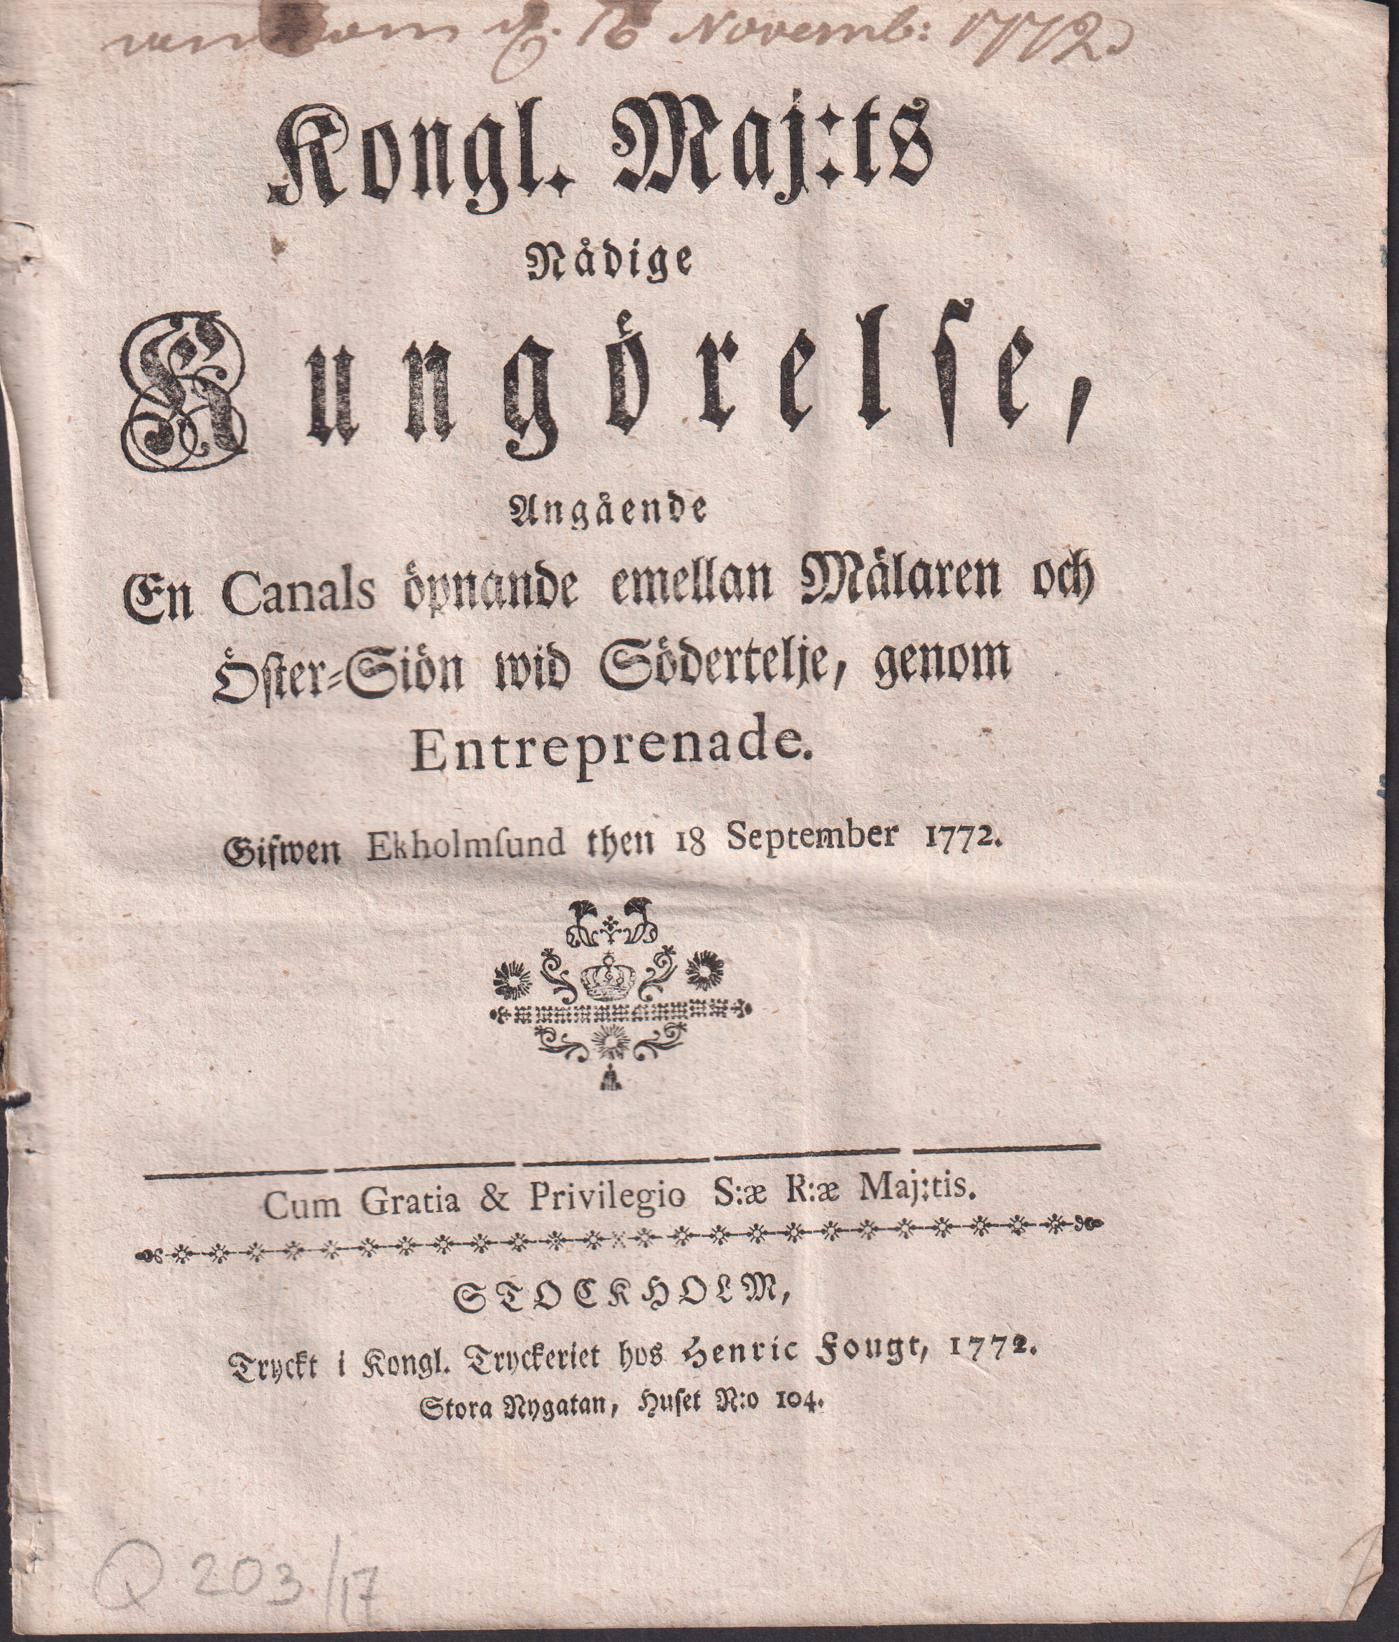 d. 16 Novemb: 1772.
Kongl. Maj:ts
Nådige
Kungörelse,
Angående
En Canals öpnande emellan Mälaren och
Öster-Siön wid Södertelje, genom
Entreprenade.
Gifwen Ekholmſund then 18 September 1772.
Cum Gratia & Privilegio S:æ R:æ Maj:tis.
STOCKHOLM,
Tryckt i Kongl. Tryckeriet hos Henric Fougt, 1772.
Stora Nygatan, Huset N:o 104.
Q 203/17